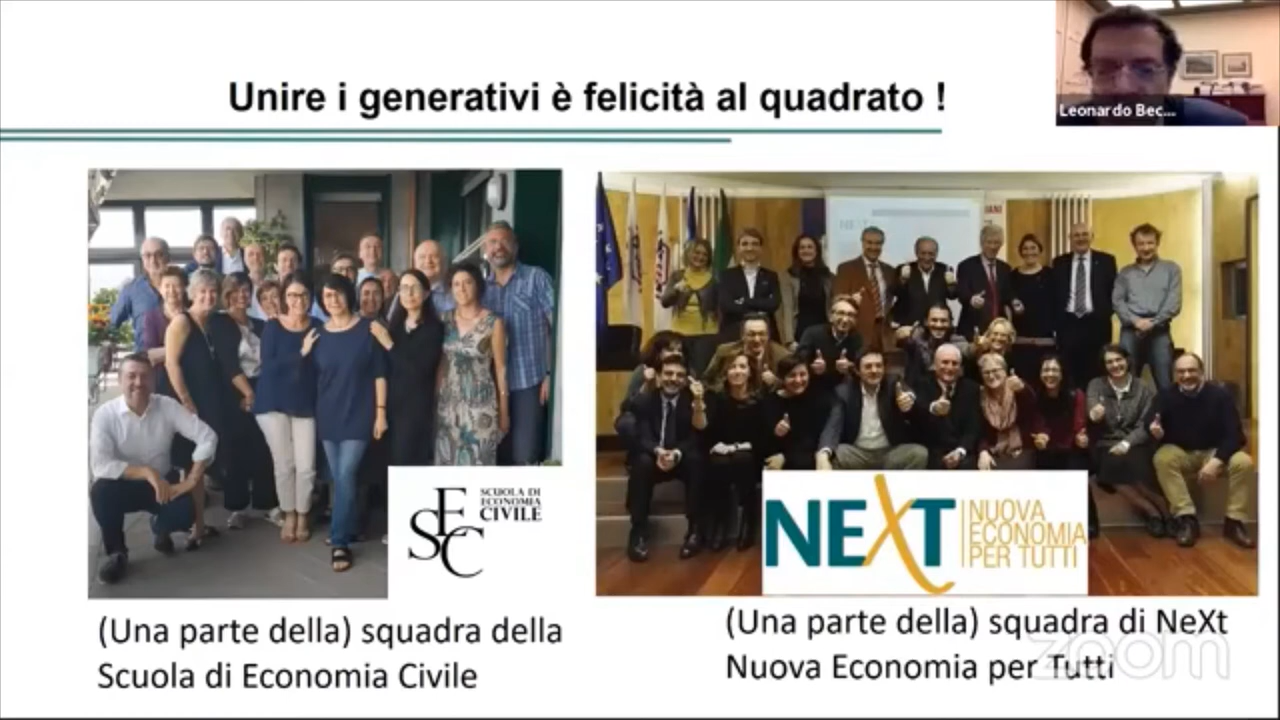 Unire i generativi è felicità al quadrato !
Leonardo Bec...
SEC
SCUOLA DI
ECONOMIA
CIVILE
NEXT
NUOVA
ECONOMIA
PER TUTTI
(Una parte della) squadra della
Scuola di Economia Civile
(Una parte della) squadra di NeXt
Nuova Economia per Tutti
zoom